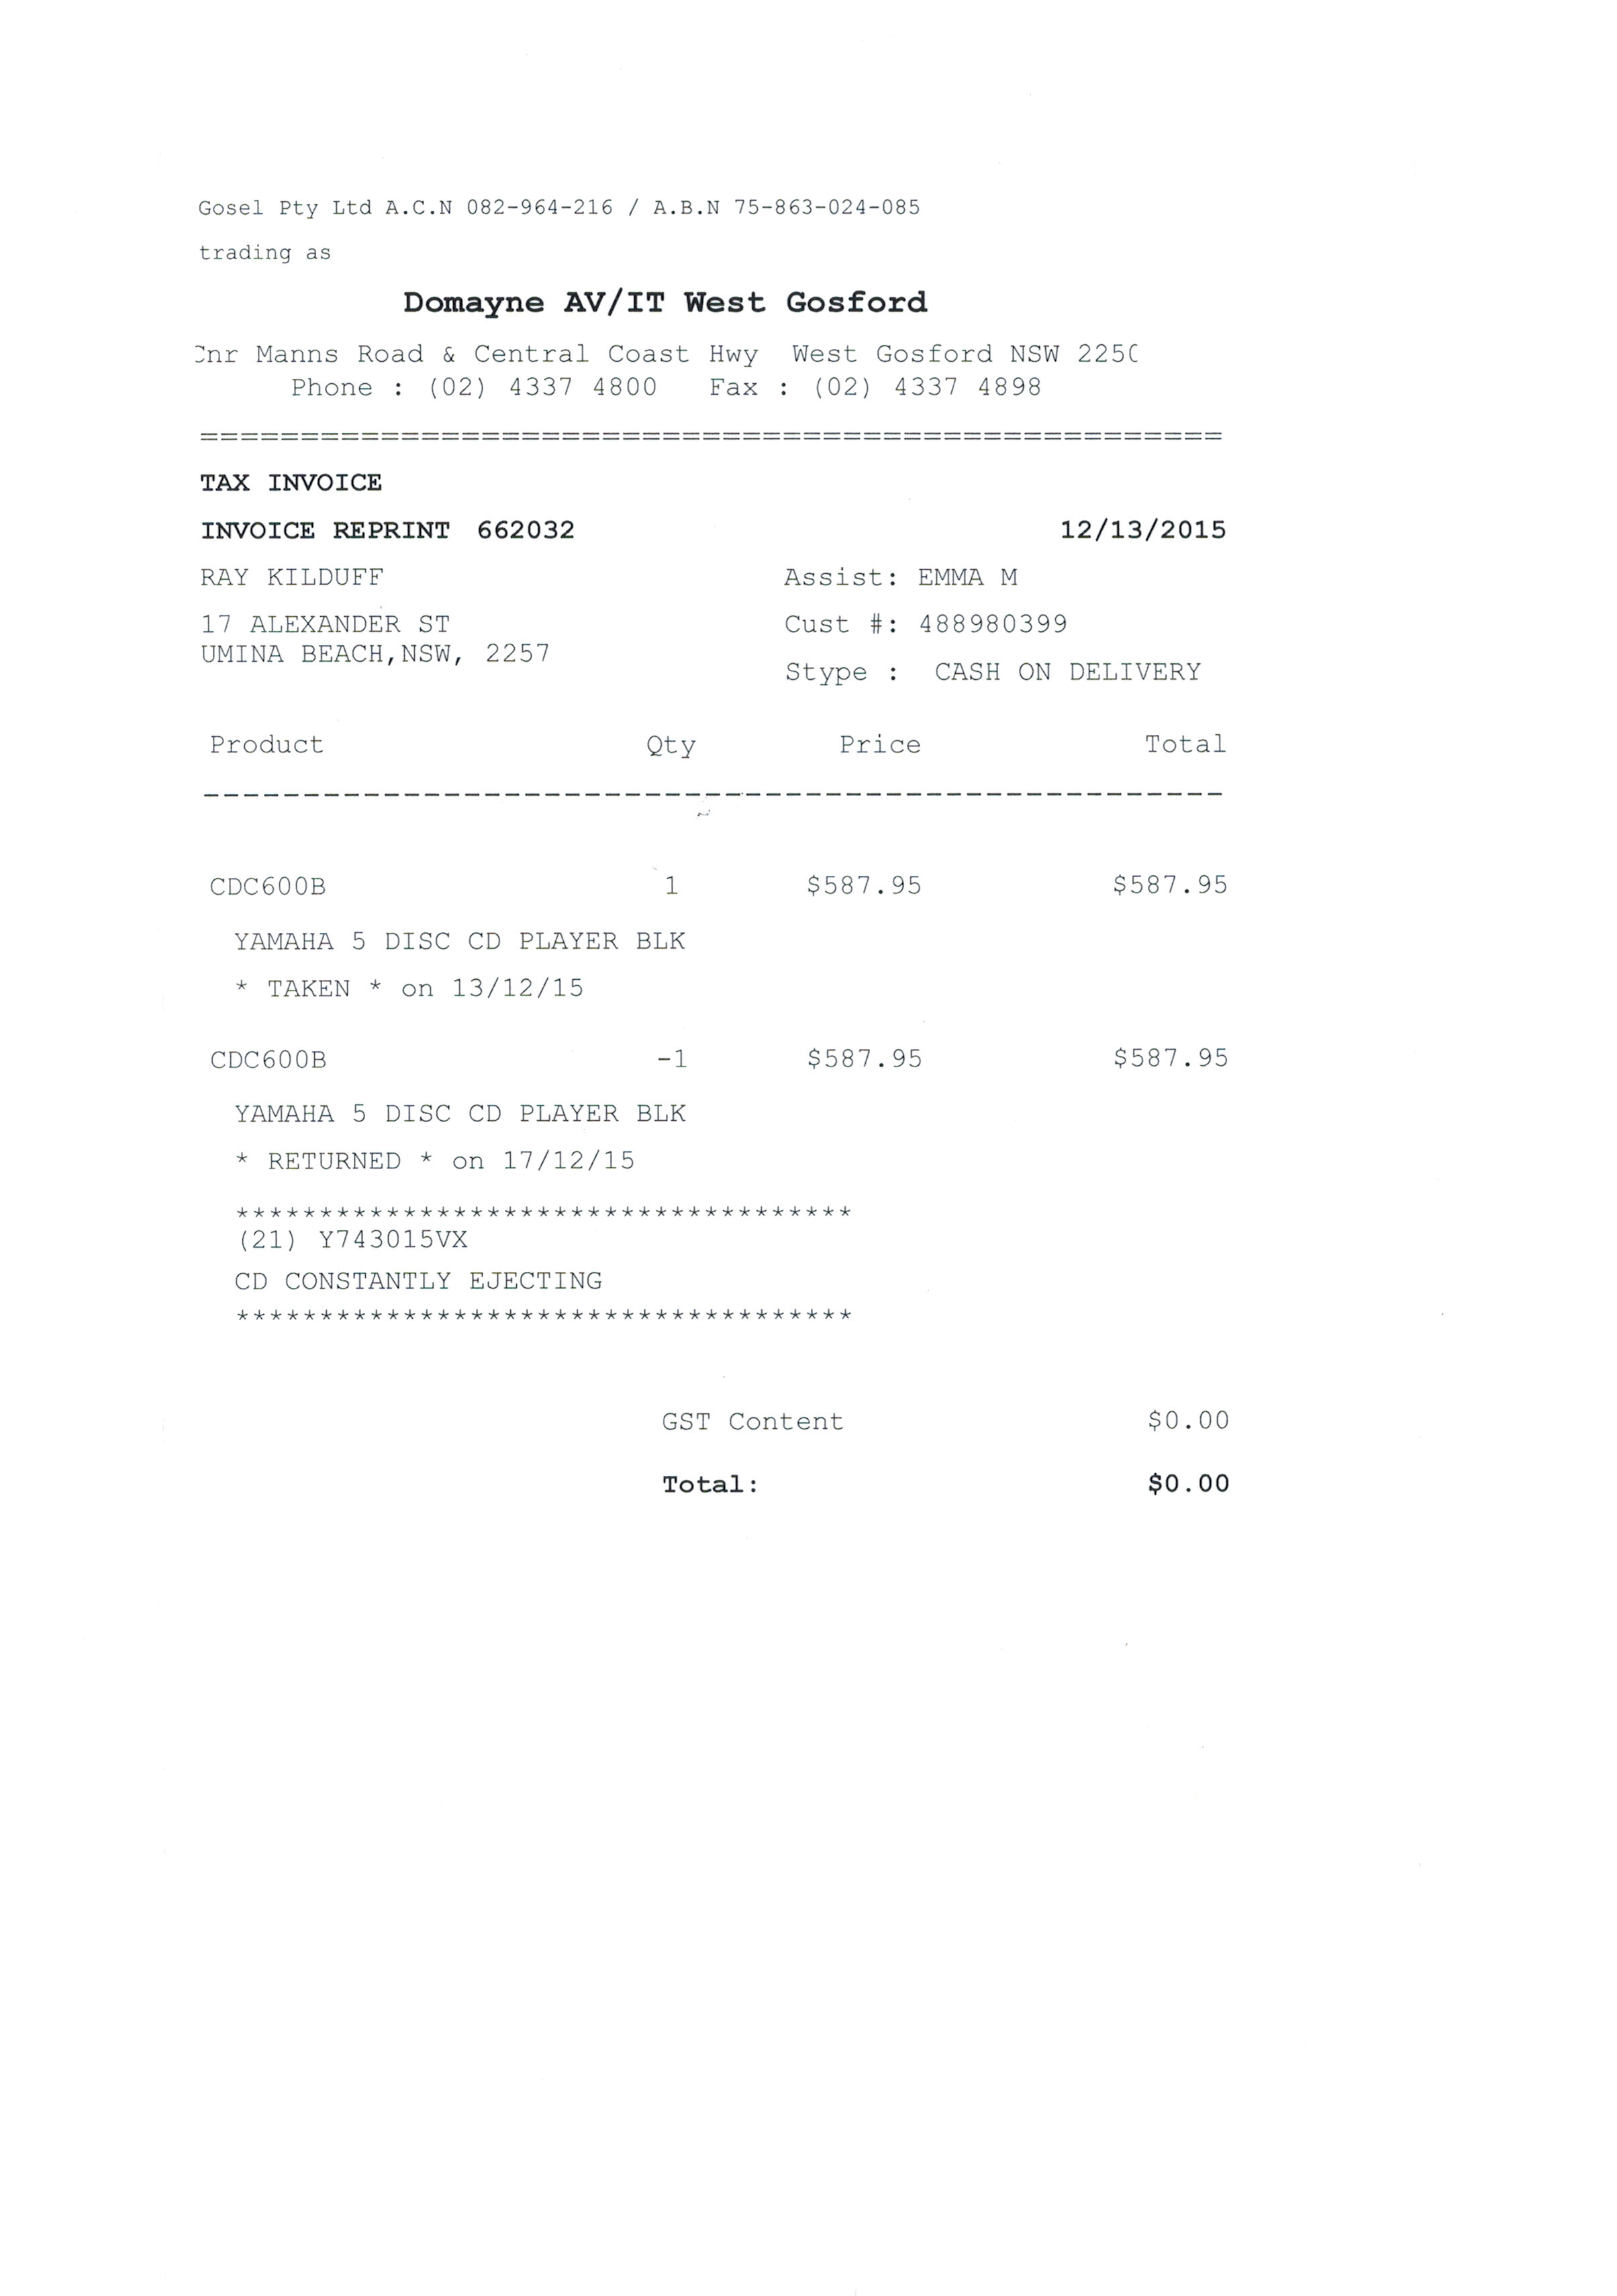 Gosel Pty Ltd A.C.N 082-964-216 / A.B.N 75-863-024-085
trading as
Domayne AV/IT West Gosford
Cnr Manns Road & Central Coast Hwy West Gosford NSW 2250
Phone : (02) 4337 4800 Fax : (02) 4337 4898
===========================================================
TAX INVOICE
INVOICE REPRINT 662032 12/13/2015
RAY KILDUFF Assist: EMMA M
17 ALEXANDER ST Cust #: 488980399
UMINA BEACH,NSW, 2257
Stype : CASH ON DELIVERY
Product Qty Price Total
---------------------------------------------------
CDC600B 1 $587.95 $587.95
YAMAHA 5 DISC CD PLAYER BLK
* TAKEN * on 13/12/15
CDC600B -1 $587.95 $587.95
YAMAHA 5 DISC CD PLAYER BLK
* RETURNED * on 17/12/15
*************************************
(21) Y743015VX
CD CONSTANTLY EJECTING
*************************************
GST Content $0.00
Total: $0.00